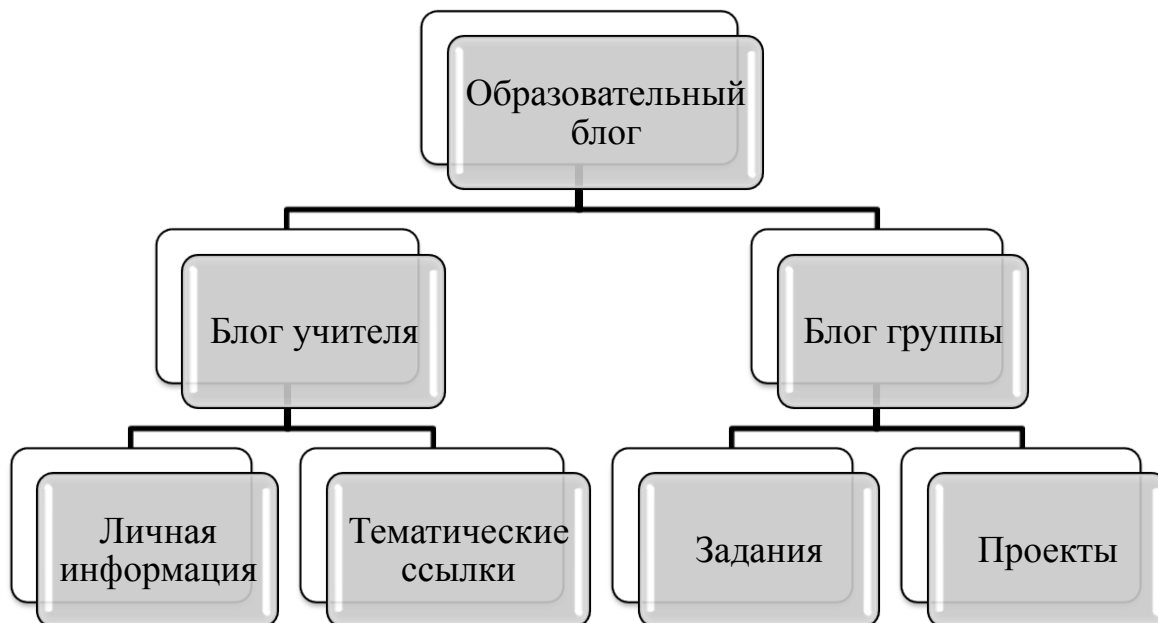 Образовательный
блог
Блог учителя
Блог группы
Личная
информация
Тематические
ссылки
Задания
Проекты